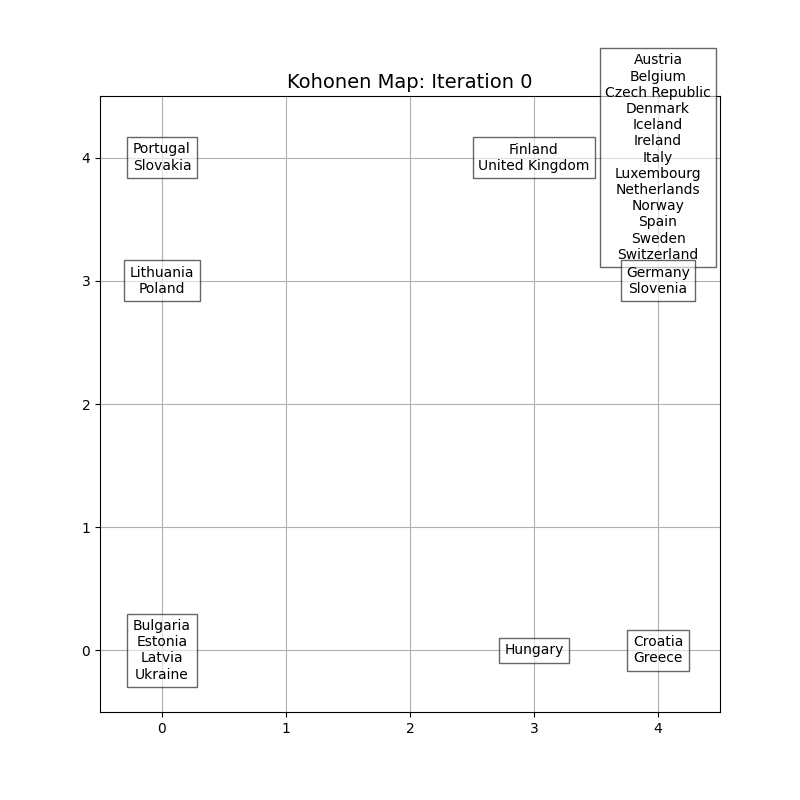 Kohonen Map: Iteration 0
Austria
Belgium
Czech Republic
Denmark
Iceland
Ireland
Italy
Luxembourg
Netherlands
Norway
Spain
Sweden
Switzerland
Portugal
Slovakia
Finland
United Kingdom
Lithuania
Poland
Germany
Slovenia
Bulgaria
Estonia
Latvia
Ukraine
Hungary
Croatia
Greece
4
3
2
1
0
0 1 2 3 4